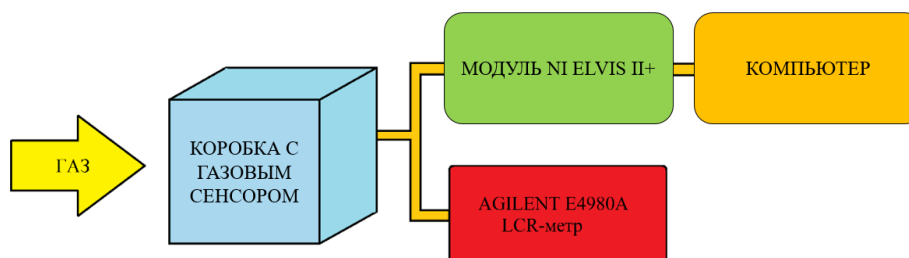 ГАЗ
КОРОБКА С
ГАЗОВЫМ
СЕНСОРОМ
МОДУЛЬ NI ELVIS II+
КОМПЬЮТЕР
AGILENT E4980A
LCR-метр